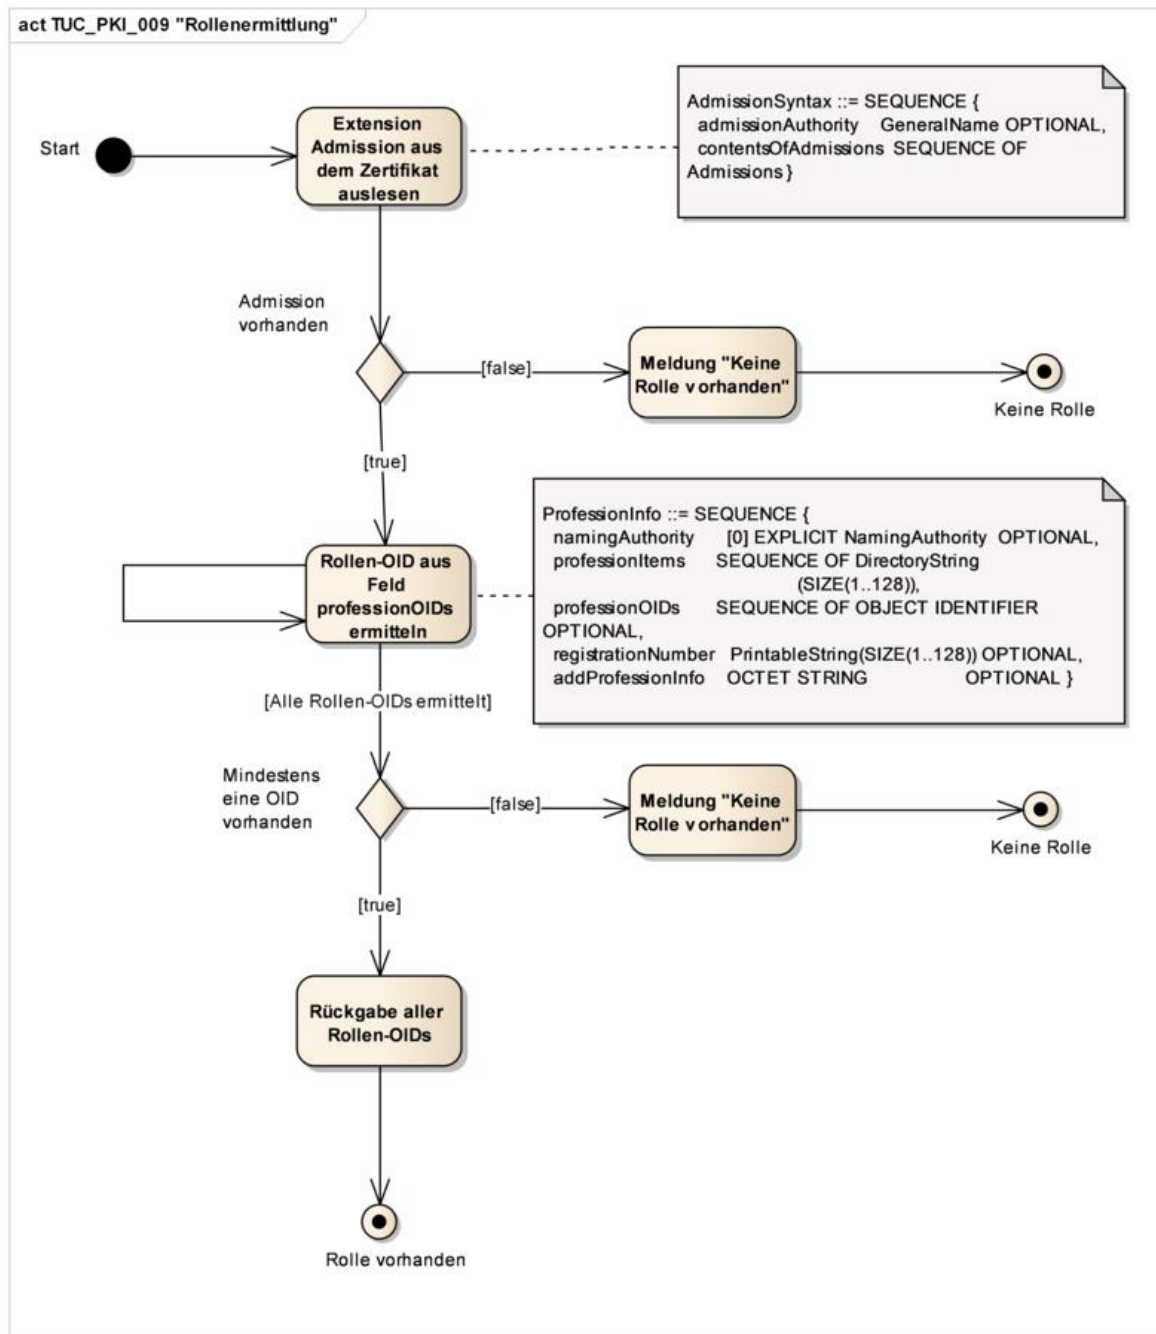 act TUC_PKI_009 "Rollenermittlung"
Start
Extension
Admission aus
dem Zertifikat
auslesen
AdmissionSyntax ::= SEQUENCE {
admissionAuthority GeneralName OPTIONAL,
contentsOfAdmissions SEQUENCE OF
Admissions }
Admission
vorhanden
[false]
Meldung "Keine
Rolle vorhanden"
Keine Rolle
[true]
Rollen-OID aus
Feld
professionOIDs
ermitteln
ProfessionInfo ::= SEQUENCE {
namingAuthority [0] EXPLICIT NamingAuthority OPTIONAL,
professionItems SEQUENCE OF DirectoryString
(SIZE(1..128)),
professionOIDs SEQUENCE OF OBJECT IDENTIFIER
OPTIONAL,
registrationNumber PrintableString(SIZE(1..128)) OPTIONAL,
addProfessionInfo OCTET STRING OPTIONAL }
[Alle Rollen-OIDs ermittelt]
Mindestens
eine OID
vorhanden
[false]
Meldung "Keine
Rolle vorhanden"
Keine Rolle
[true]
Rückgabe aller
Rollen-OIDs
Rolle vorhanden